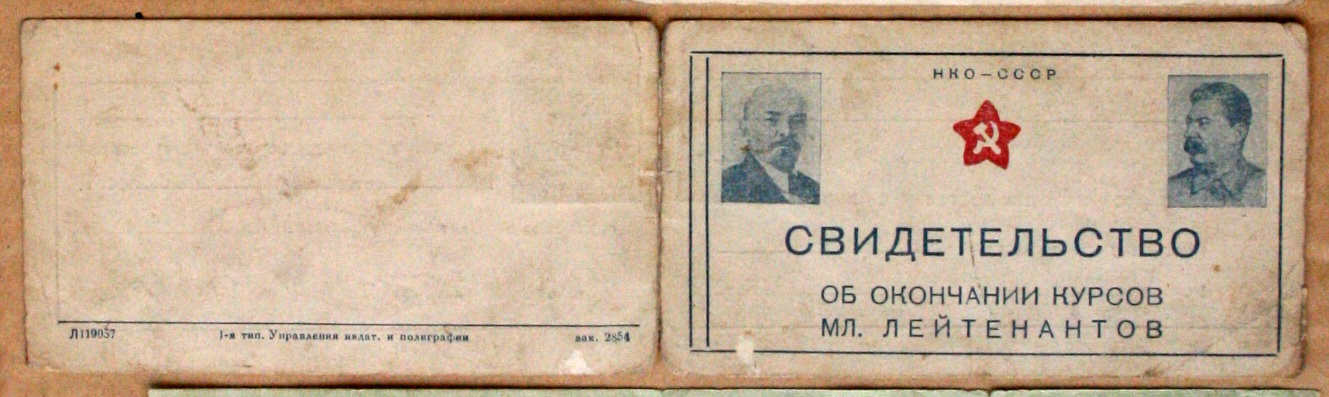 Л119057 1-я тип. Управления издат. и полиграфии зак. 2854
НКО–СССР
СВИДЕТЕЛЬСТВО
ОБ ОКОНЧАНИИ КУРСОВ
МЛ. ЛЕЙТЕНАНТОВ